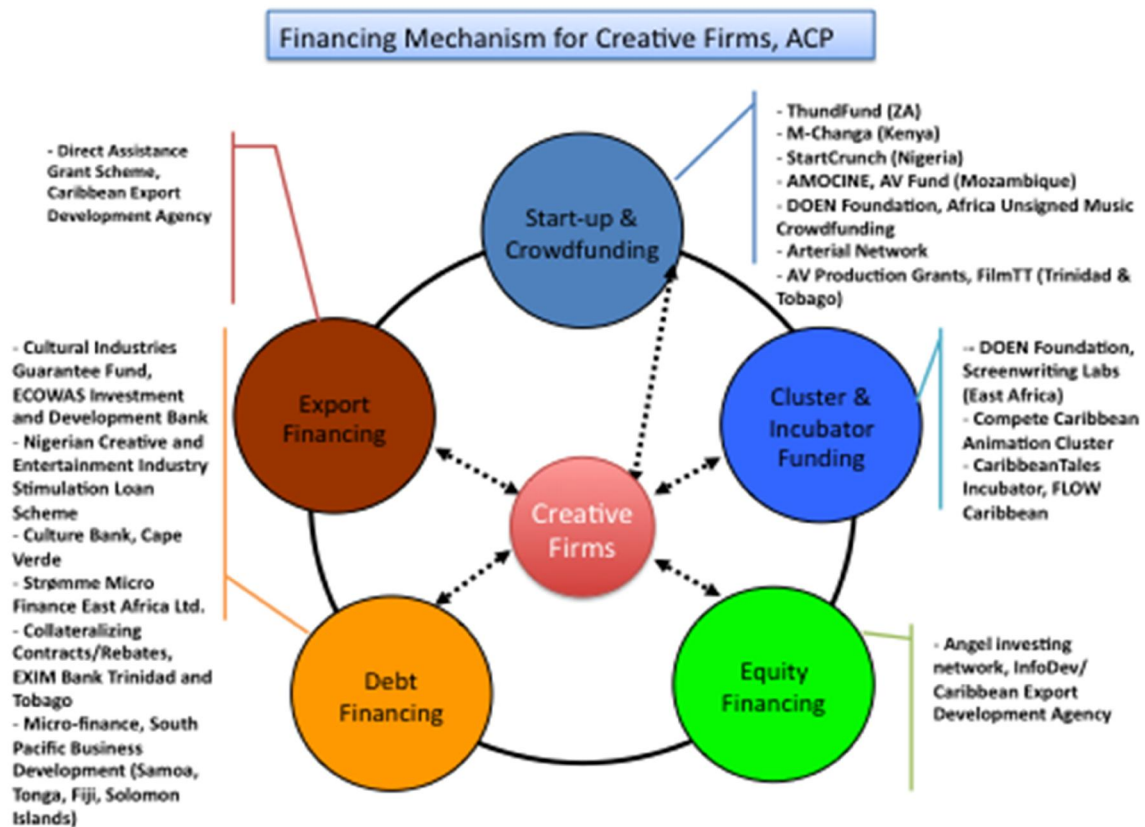 Financing Mechanism for Creative Firms, ACP
- Direct Assistance
Grant Scheme,
Caribbean Export
Development Agency
Start-up &
Crowdfunding
- ThundFund (ZA)
- M-Changa (Kenya)
- StartCrunch (Nigeria)
- AMOCINE, AV Fund (Mozambique)
- DOEN Foundation, Africa Unsigned Music
Crowdfunding
- Arterial Network
- AV Production Grants, FilmTT (Trinidad &
Tobago)
Export
Financing
Cluster &
Incubator
Funding
-- DOEN Foundation,
Screenwriting Labs
(East Africa)
- Compete Caribbean
Animation Cluster
- CaribbeanTales
Incubator, FLOW
Caribbean
- Cultural Industries
Guarantee Fund,
ECOWAS Investment
and Development Bank
- Nigerian Creative and
Entertainment Industry
Stimulation Loan
Scheme
- Culture Bank, Cape
Verde
- Strømme Micro
Finance East Africa Ltd.
- Collateralizing
Contracts/Rebates,
EXIM Bank Trinidad and
Tobago
- Micro-finance, South
Pacific Business
Development (Samoa,
Tonga, Fiji, Solomon
Islands)
Creative
Firms
Debt
Financing
Equity
Financing
- Angel investing
network, InfoDev/
Caribbean Export
Development Agency